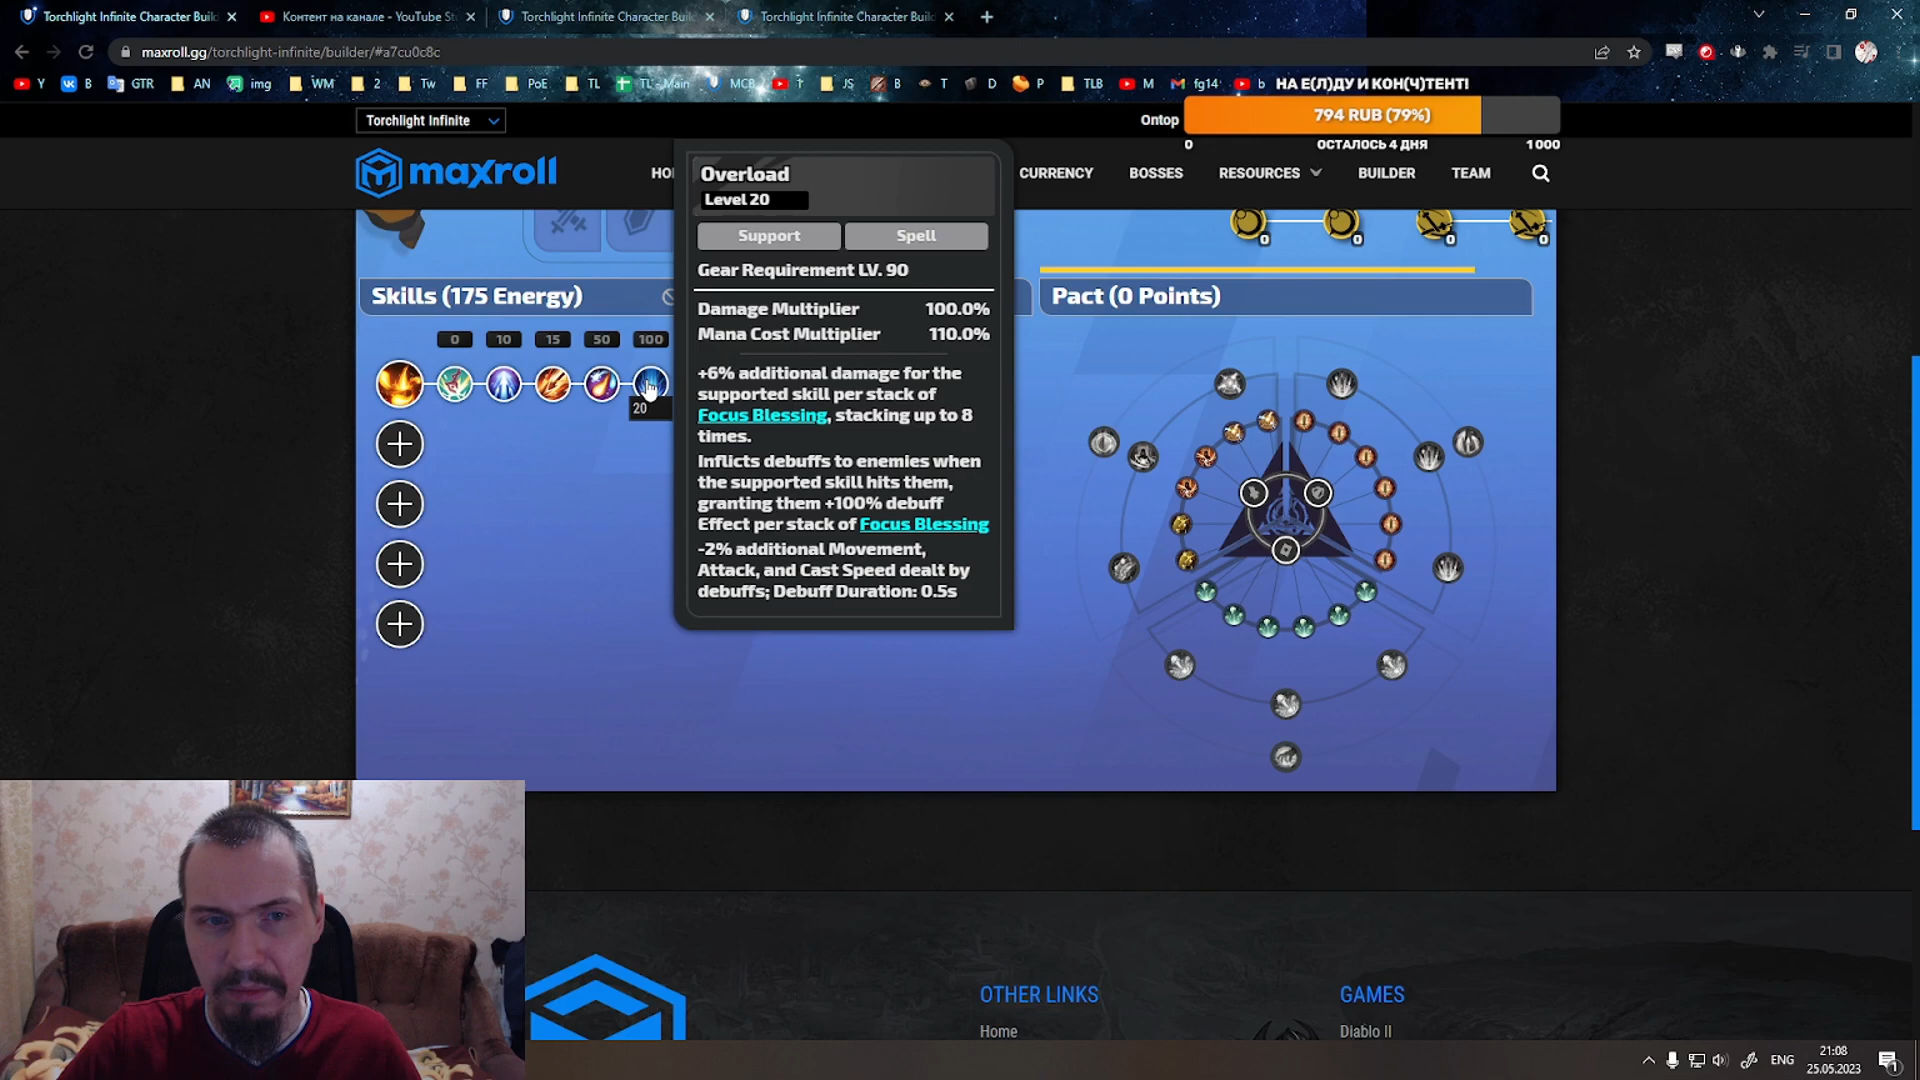 Torchlight Infinite Character Buil
Контент на канале - YouTube St
Torchlight Infinite Character Buil
Torchlight Infinite Character Buil
maxroll.gg/torchlight-infinite/builder/#a7cu0c8c
Y
B
GTR
AN
img
WM
2
Tw
FF
PoE
TL
TL - Main
MCB
JS
B
T
D
P
TLB
M
fg14
b
НА Е(Л)ДУ И КОН(Ч)ТЕНТ!
Torchlight Infinite
Ontop
794 RUB (79%)
0
ОСТАЛОСЬ 4 ДНЯ
1000
maxroll
HO
CURRENCY
BOSSES
RESOURCES
BUILDER
TEAM
Overload
Level 20
Support
Spell
Gear Requirement LV. 90
Damage Multiplier 100.0%
Mana Cost Multiplier 110.0%
+6% additional damage for the
supported skill per stack of
Focus Blessing, stacking up to 8
times.
Inflicts debuffs to enemies when
the supported skill hits them,
granting them +100% debuff
Effect per stack of Focus Blessing
-2% additional Movement,
Attack, and Cast Speed dealt by
debuffs; Debuff Duration: 0.5s
0
0
0
0
Skills (175 Energy)
Pact (0 Points)
0
10
15
50
100
20
OTHER LINKS
Home
GAMES
Diablo II
ENG
21:08
25.05.2023
1